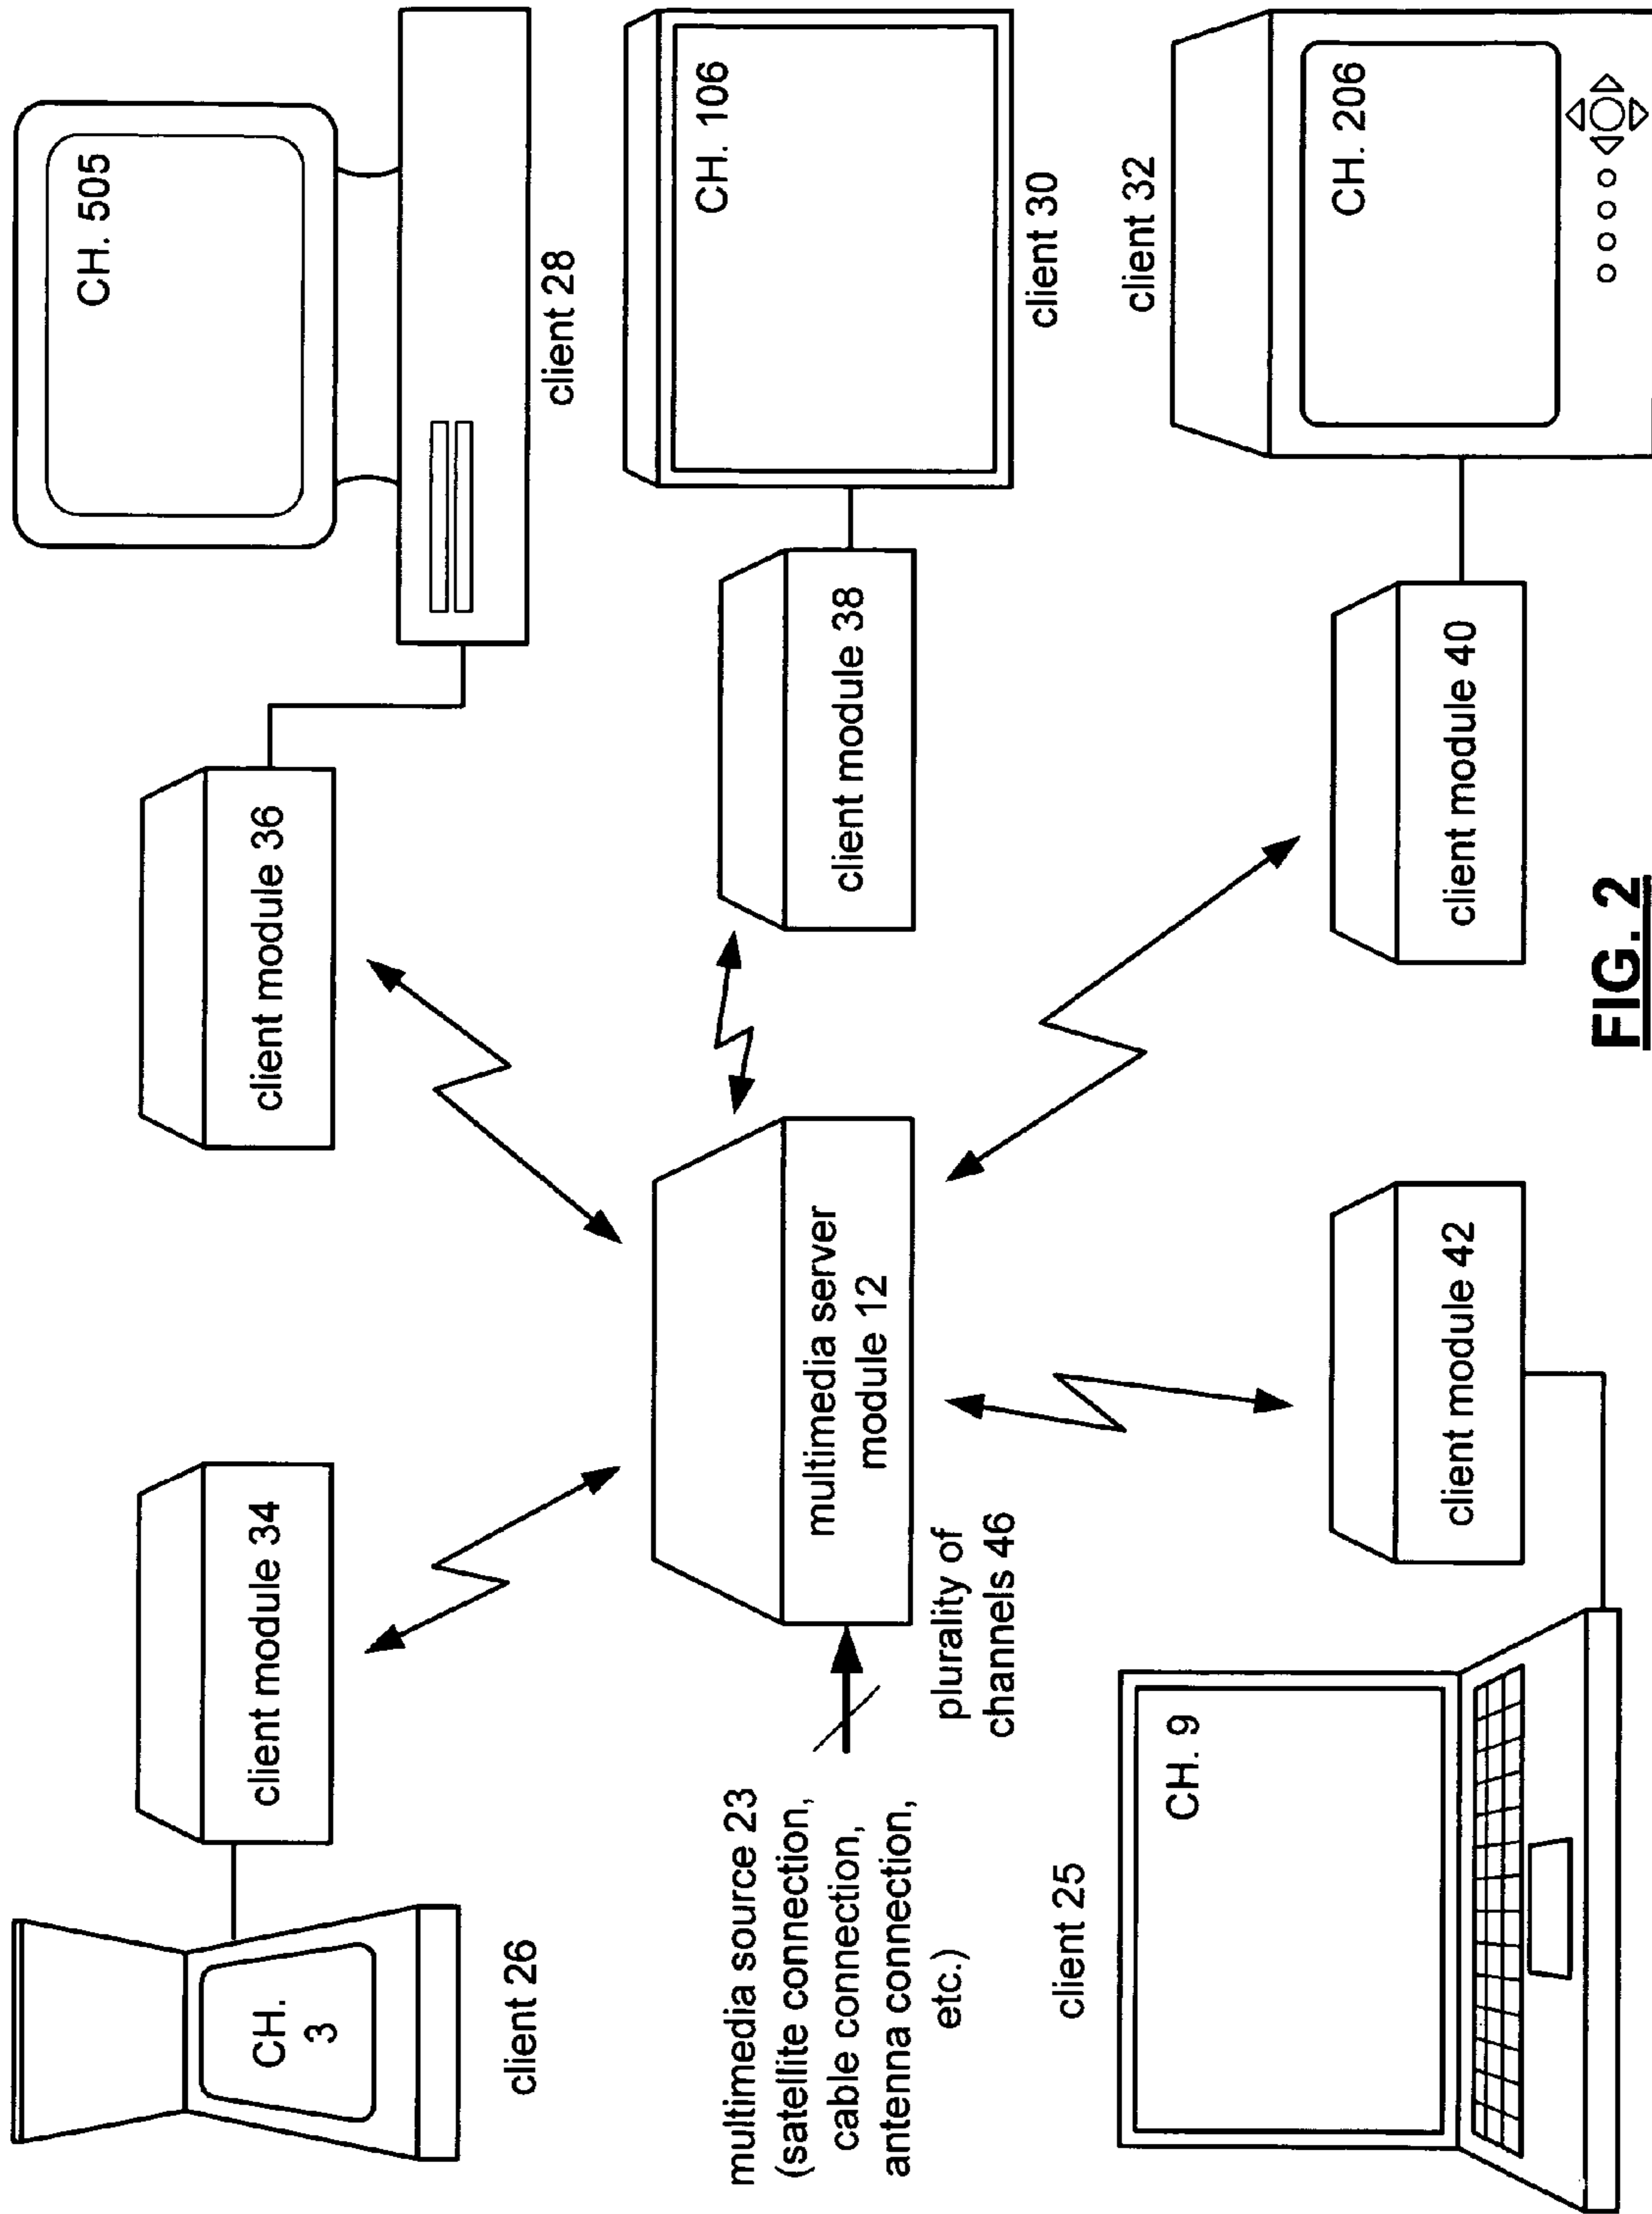 CH.
3
client 26
client module 34
client module 36
CH. 505
client 28
multimedia source 23
(satellite connection,
cable connection,
antenna connection,
etc.)
plurality of
channels 46
multimedia server
module 12
client module 38
CH. 106
client 30
client 25
CH. 9
client module 42
client module 40
client 32
CH. 206
FIG. 2